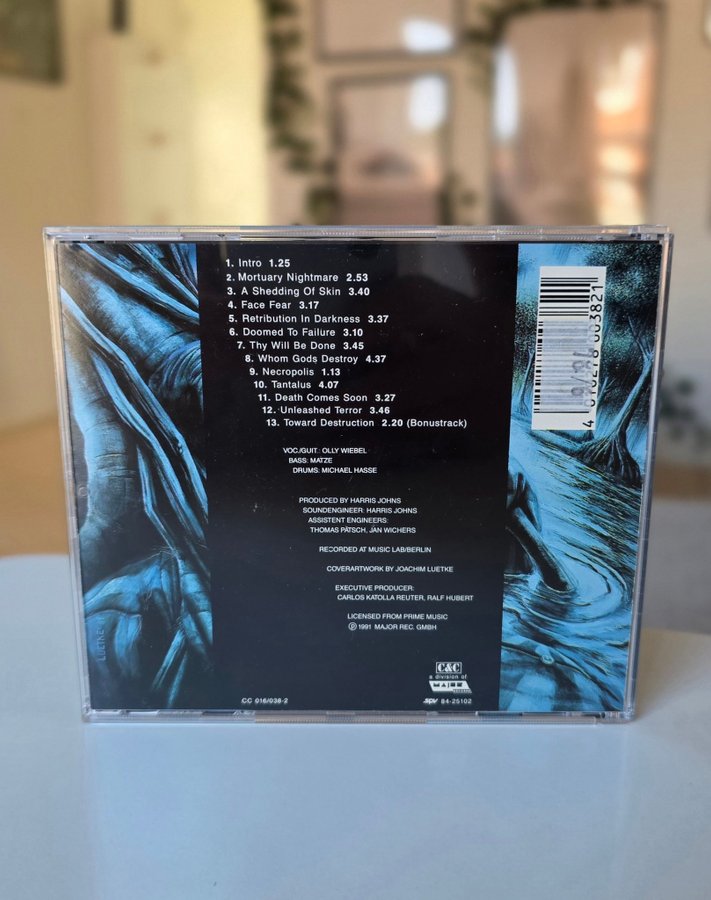 1. Intro 1.25
2. Mortuary Nightmare 2.53
3. A Shedding Of Skin 3.40
4. Face Fear 3.17
5. Retribution In Darkness 3.37
6. Doomed To Failure 3.10
7. Thy Will Be Done 3.45
8. Whom Gods Destroy 4.37
9. Necropolis 1.13
10. Tantalus 4.07
11. Death Comes Soon 3.27
12. Unleashed Terror 3.46
13. Toward Destruction 2.20 (Bonustrack)
VOC./GUIT.: OLLY WIEBEL
BASS: MATZE
DRUMS: MICHAEL HASSE
PRODUCED BY HARRIS JOHNS
SOUNDENGINEER: HARRIS JOHNS
ASSISTENT ENGINEERS:
THOMAS PÄTSCH, JAN WICHERS
RECORDED AT MUSIC LAB/BERLIN
COVERARTWORK BY JOACHIM LUETKE
EXECUTIVE PRODUCER:
CARLOS KATOLLA REUTER, RALF HUBERT
LICENSED FROM PRIME MUSIC
Ⓟ 1991 MAJOR REC. GMBH
C&C
a division of
MAJOR
RECORDS
CC 016/038-2
SPV 84-25102
LUETKE